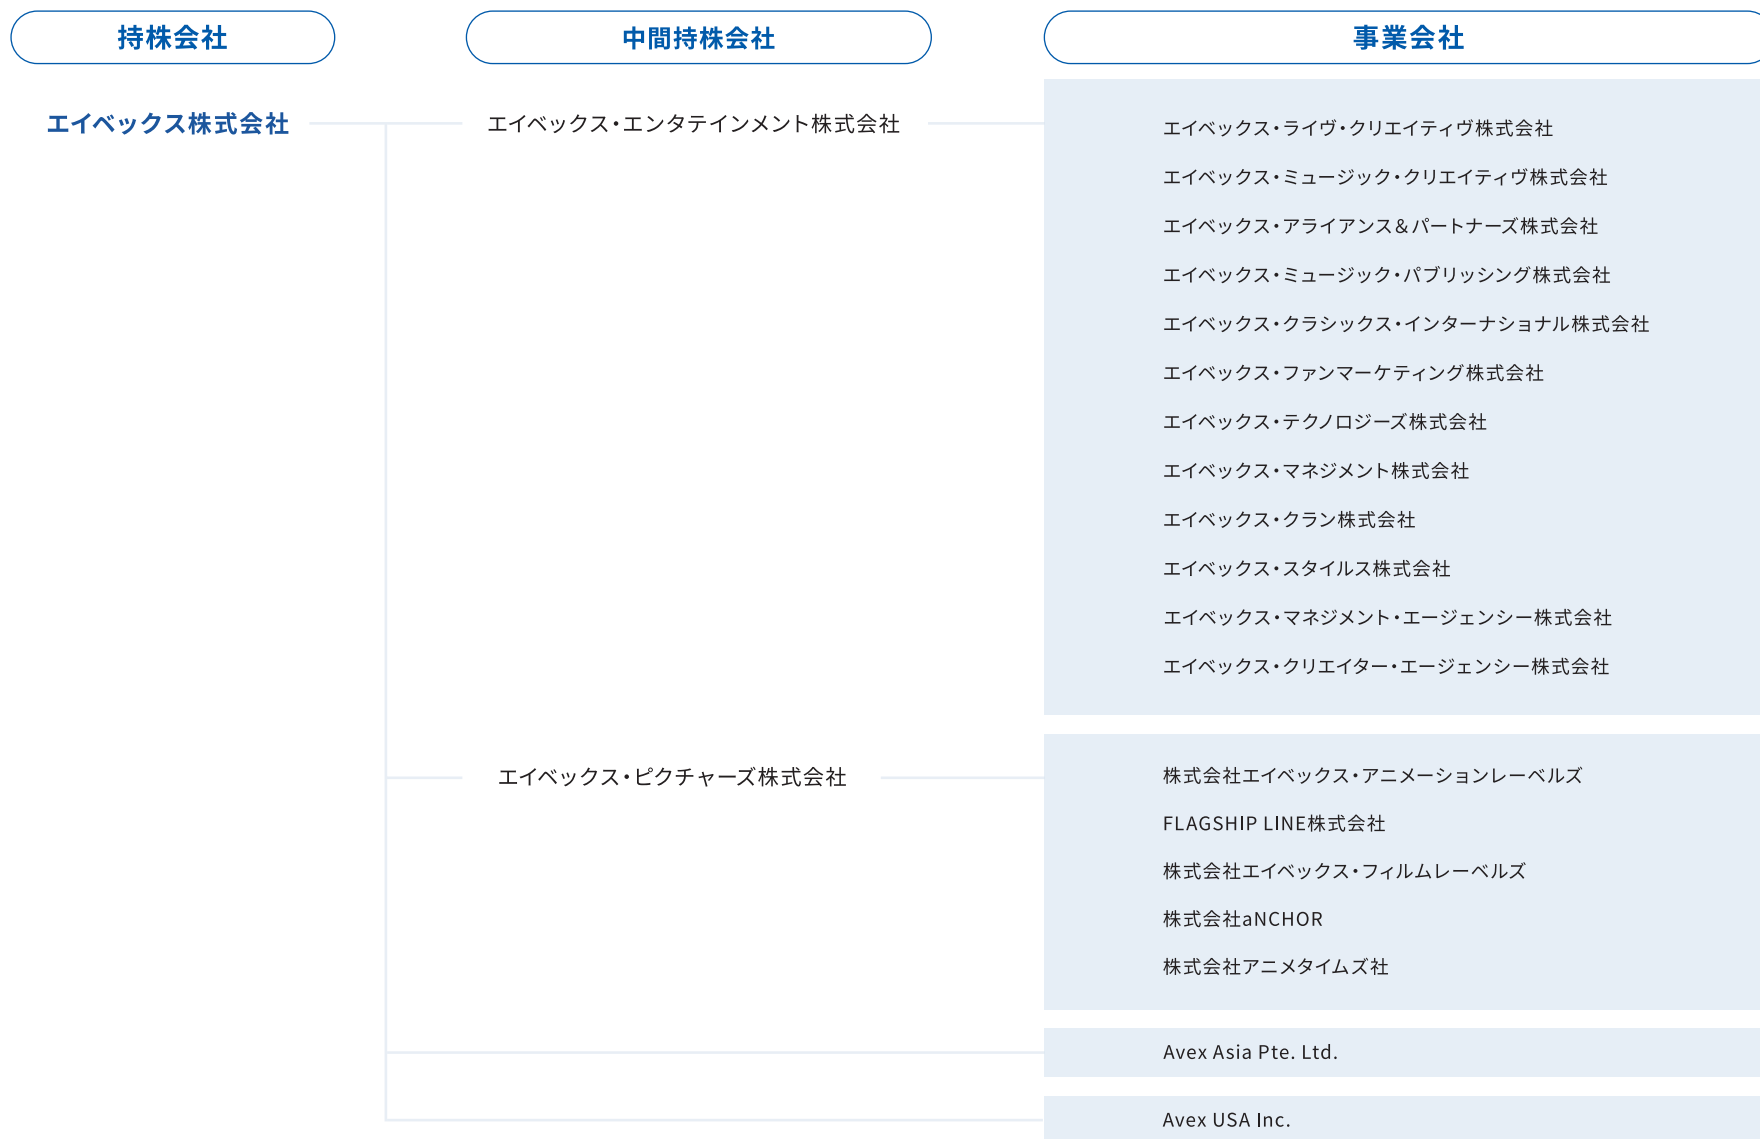 持株会社
中間持株会社
事業会社
エイベックス株式会社
エイベックス・エンタテインメント株式会社
エイベックス・ライヴ・クリエイティヴ株式会社
エイベックス・ミュージック・クリエイティヴ株式会社
エイベックス・アライアンス&パートナーズ株式会社
エイベックス・ミュージック・パブリッシング株式会社
エイベックス・クラシックス・インターナショナル株式会社
エイベックス・ファンマーケティング株式会社
エイベックス・テクノロジーズ株式会社
エイベックス・マネジメント株式会社
エイベックス・クラン株式会社
エイベックス・スタイルス株式会社
エイベックス・マネジメント・エージェンシー株式会社
エイベックス・クリエイター・エージェンシー株式会社
エイベックス・ピクチャーズ株式会社
株式会社エイベックス・アニメーションレーベルズ
FLAGSHIP LINE株式会社
株式会社エイベックス・フィルムレーベルズ
株式会社aNCHOR
株式会社アニメタイムズ社
Avex Asia Pte. Ltd.
Avex USA Inc.